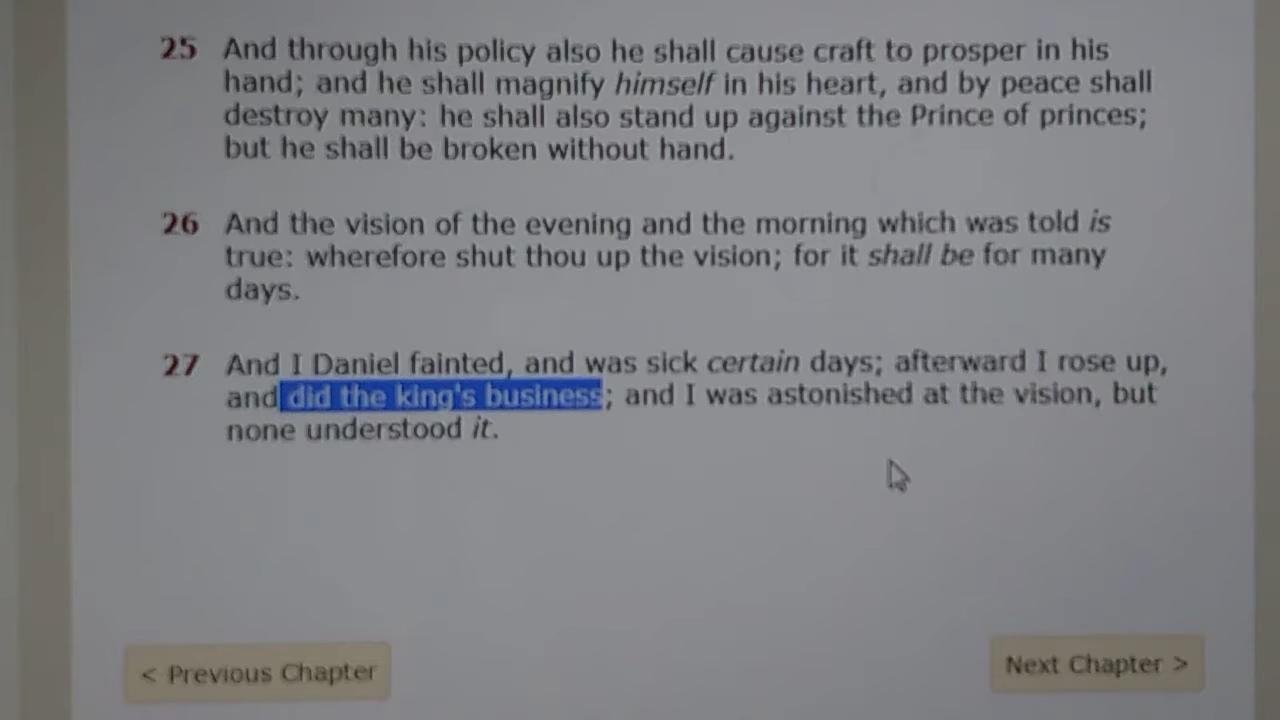 25 And through his policy also he shall cause craft to prosper in his
hand; and he shall magnify himself in his heart, and by peace shall
destroy many: he shall also stand up against the Prince of princes;
but he shall be broken without hand.
26 And the vision of the evening and the morning which was told is
true: wherefore shut thou up the vision; for it shall be for many
days.
27 And I Daniel fainted, and was sick certain days; afterward I rose up,
and did the king's business; and I was astonished at the vision, but
none understood it.
< Previous Chapter
Next Chapter >